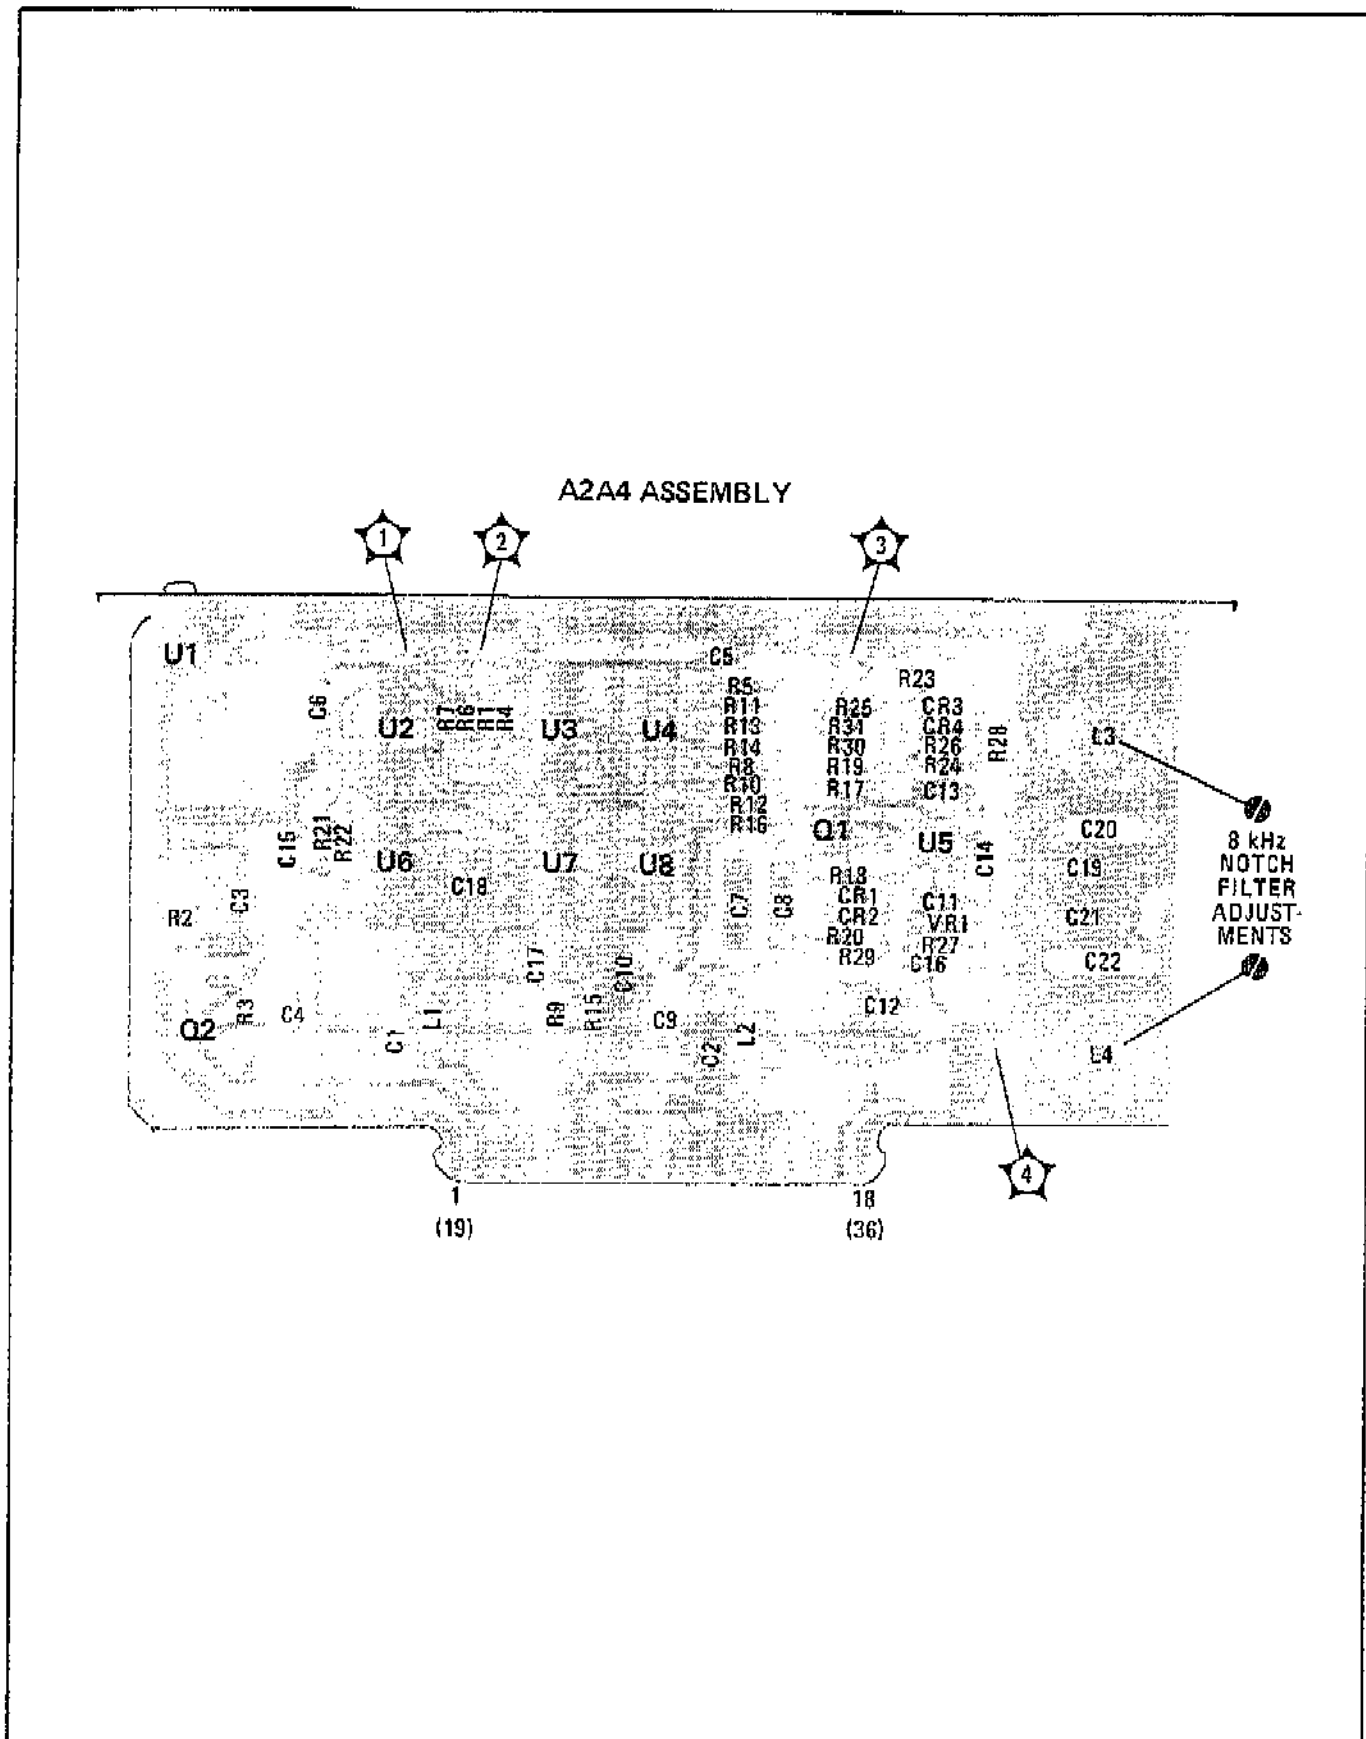 A2A4 ASSEMBLY
1
2
3
U1
C5
R23
C6
R5
R11
R13
R14
R8
R10
R12
R16
R25
R31
R30
R19
R17
CR3
CR4
R26
R24
C13
R28
L3
U2
R7
R6
R1
R4
U3
U4
C15
R21
R22
Q1
U5
C14
C20
8 kHz
NOTCH
FILTER
ADJUST-
MENTS
U6
C18
U7
U8
R18
CR1
CR2
R20
R29
C11
VR1
R27
C16
C19
C21
C22
R2
C3
C7
C8
C17
C10
Q2
R3
C4
C1
L1
R9
R15
C9
C2
L2
C12
L4
4
1
(19)
18
(36)